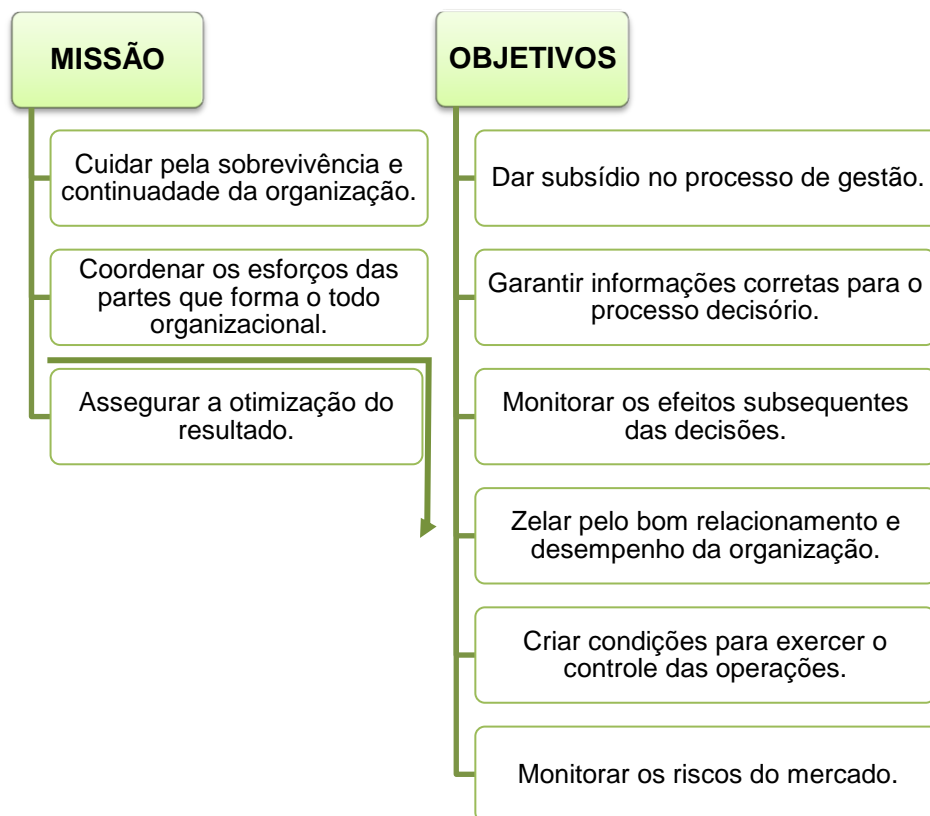 MISSÃO
Cuidar pela sobrevivência e
continuadade da organização.
Coordenar os esforços das
partes que forma o todo
organizacional.
Assegurar a otimização do
resultado.
OBJETIVOS
Dar subsídio no processo de gestão.
Garantir informações corretas para o
processo decisório.
Monitorar os efeitos subsequentes
das decisões.
Zelar pelo bom relacionamento e
desempenho da organização.
Criar condições para exercer o
controle das operações.
Monitorar os riscos do mercado.